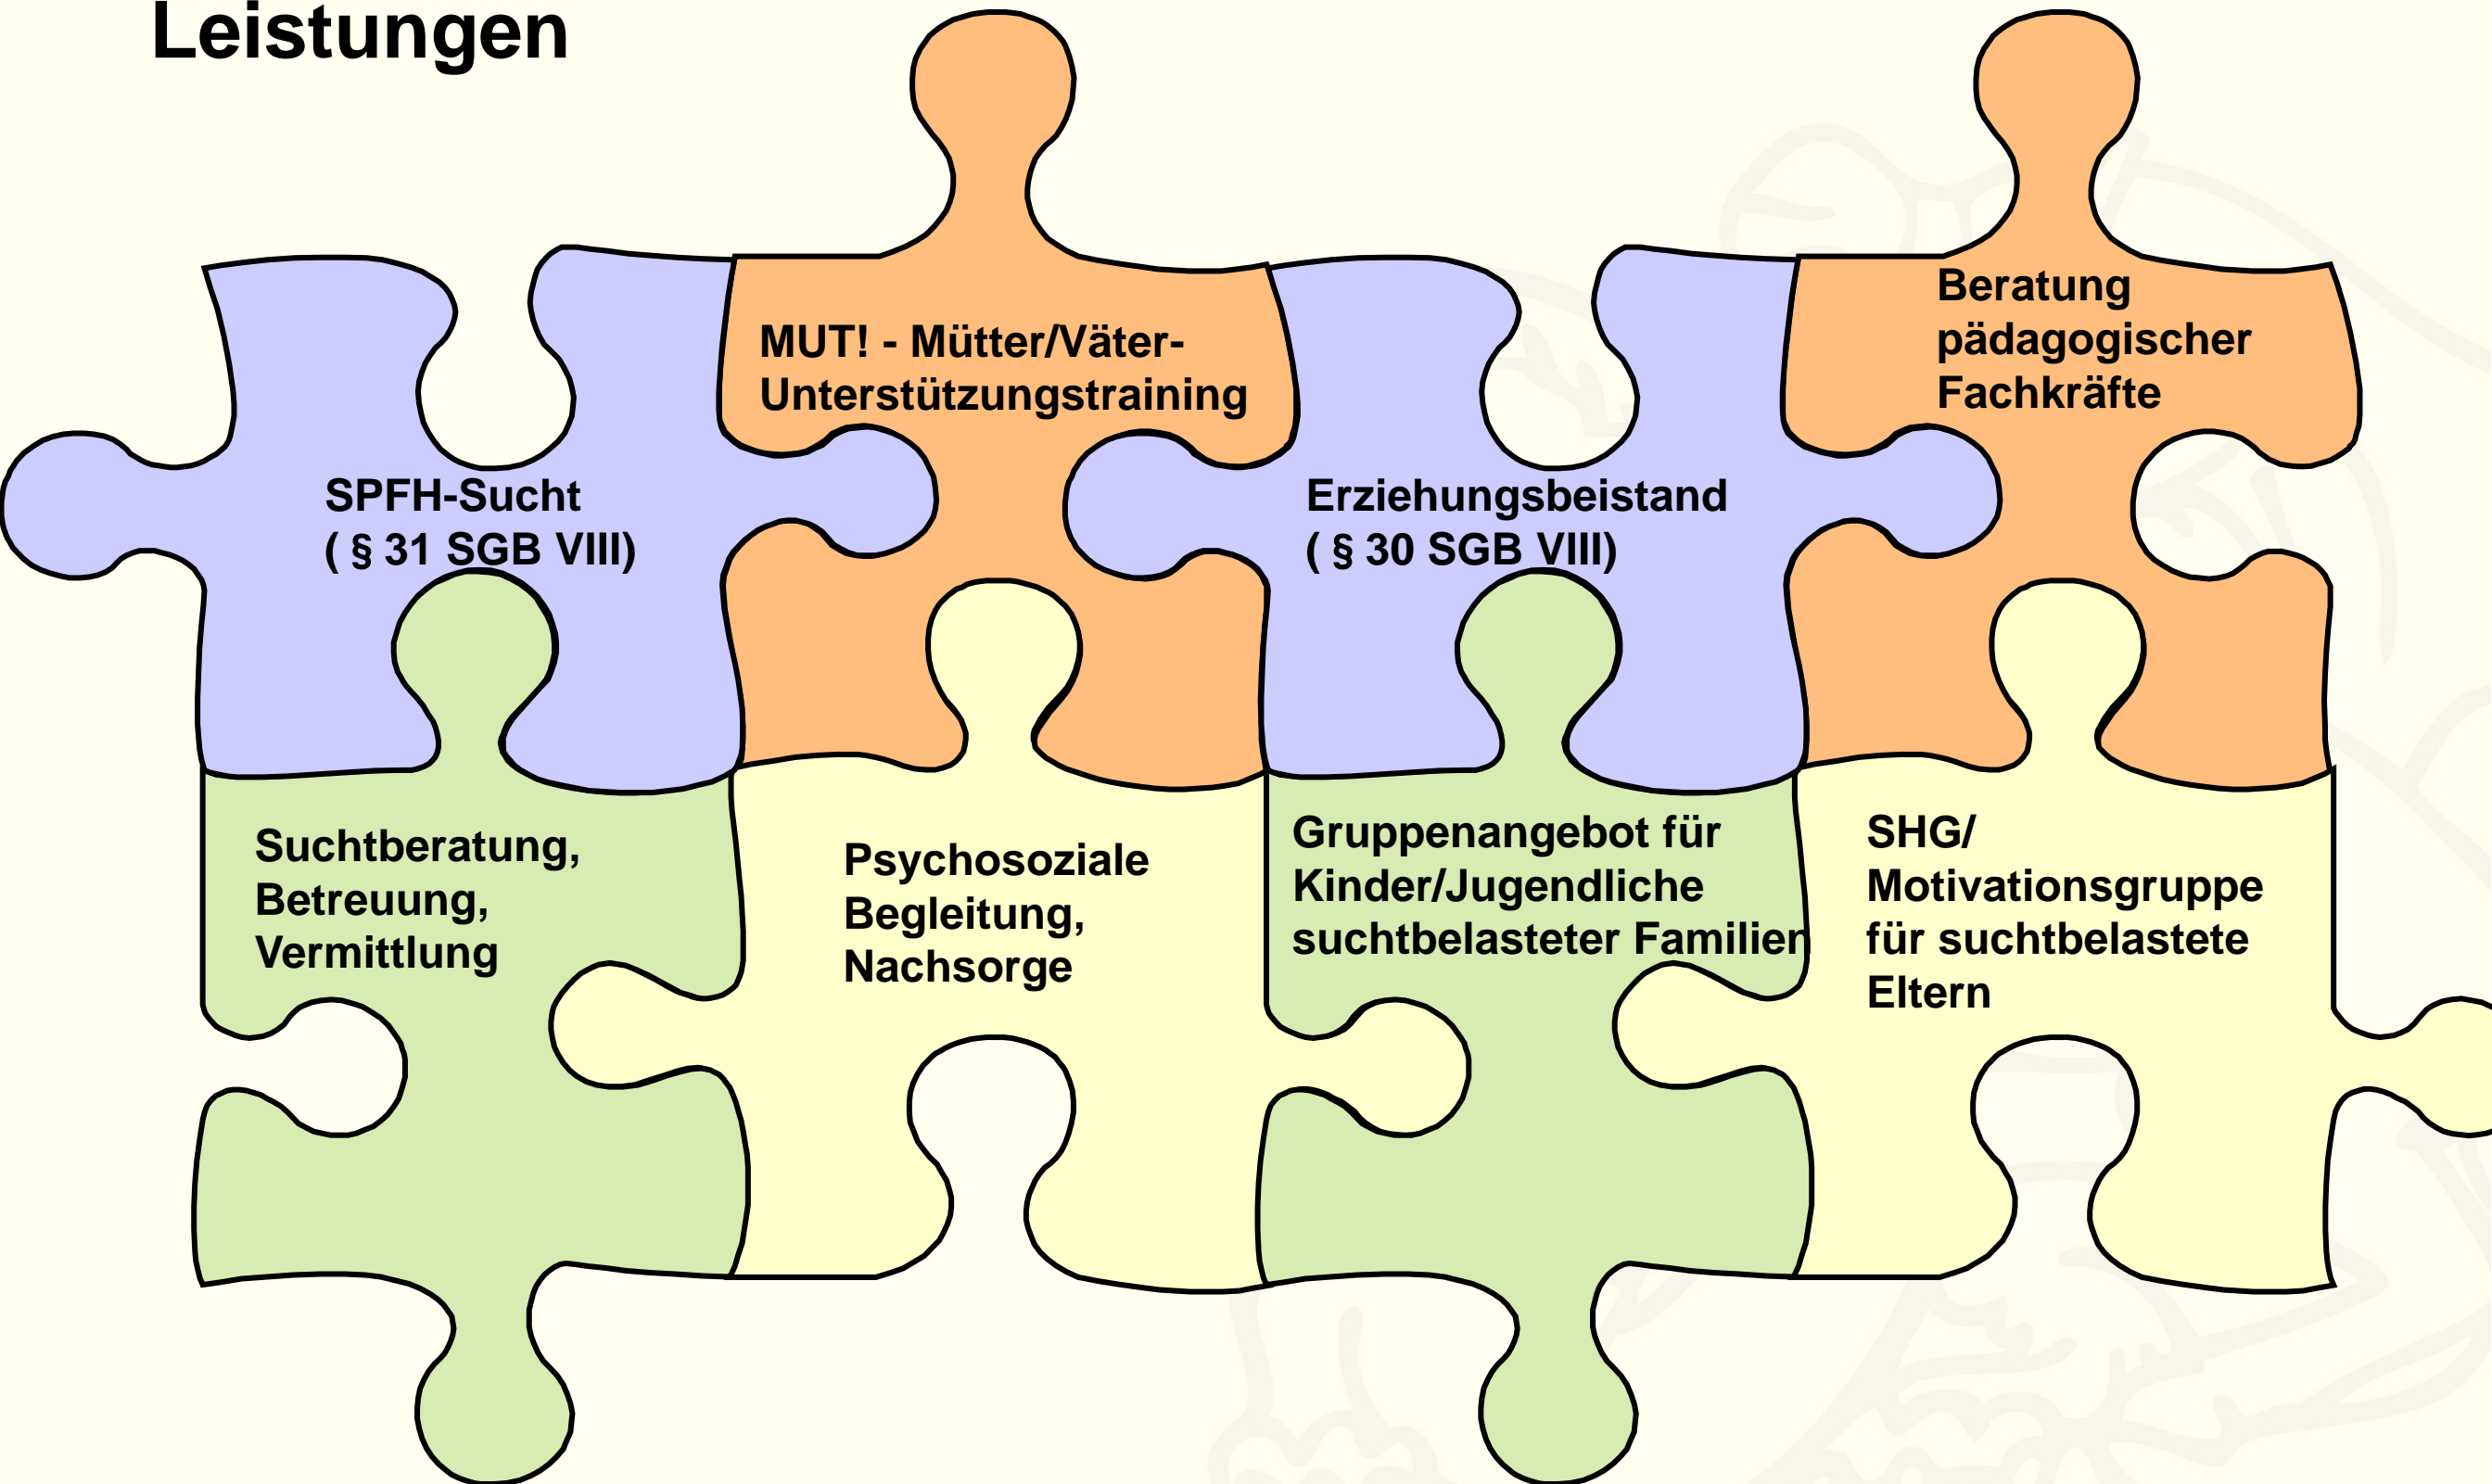 Leistungen
MUT! - Mütter/Väter-
Unterstützungstraining
Beratung
pädagogischer
Fachkräfte
SPFH-Sucht
( § 31 SGB VIII)
Erziehungsbeistand
( § 30 SGB VIII)
Suchtberatung,
Betreuung,
Vermittlung
Psychosoziale
Begleitung,
Nachsorge
Gruppenangebot für
Kinder/Jugendliche
suchtbelasteter Familien
SHG/
Motivationsgruppe
für suchtbelastete
Eltern